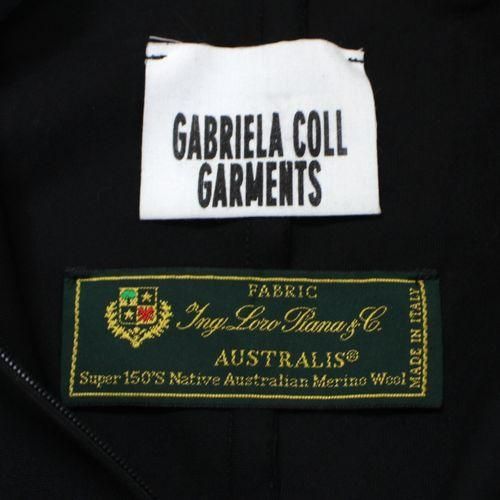 GABRIELA COLL
GARMENTS
FABRIC
Ing. Loro Piana & C.
AUSTRALIS®
Super 150'S Native Australian Merino Wool
MADE IN ITALY